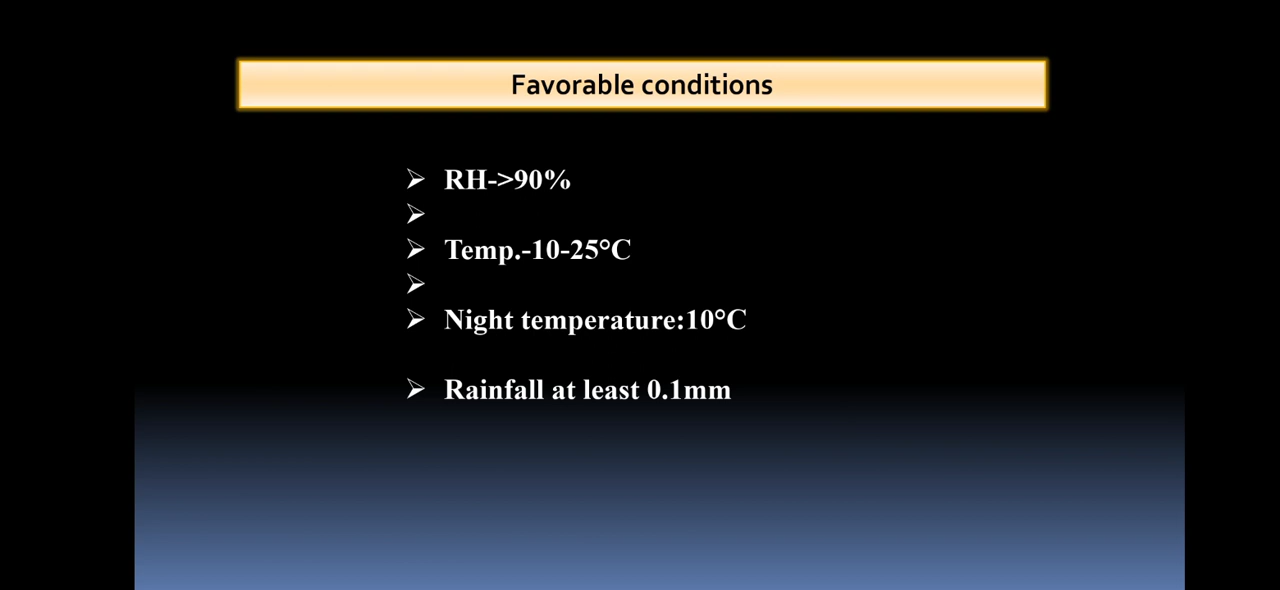 Favorable conditions
➢ RH->90%
➢
➢ Temp.-10-25°C
➢
➢ Night temperature:10°C
➢ Rainfall at least 0.1mm